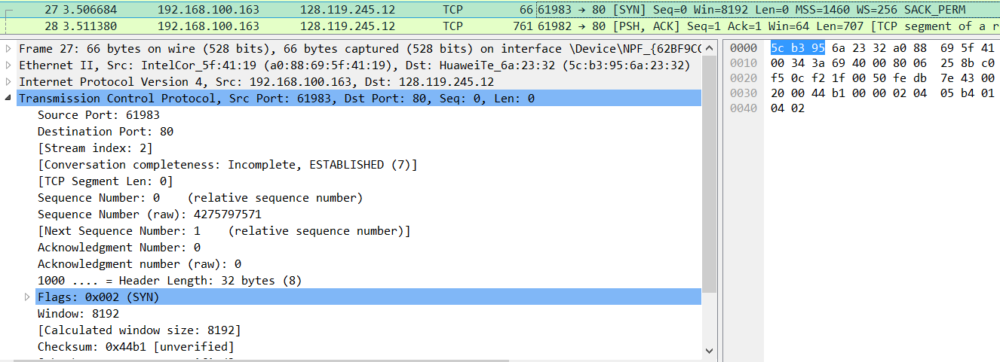 27 3.506684 192.168.100.163 128.119.245.12 TCP 66 61983 → 80 [SYN] Seq=0 Win=8192 Len=0 MSS=1460 WS=256 SACK_PERM
28 3.511380 192.168.100.163 128.119.245.12 TCP 761 61982 → 80 [PSH, ACK] Seq=1 Ack=1 Win=64 Len=707 [TCP segment of a r
Frame 27: 66 bytes on wire (528 bits), 66 bytes captured (528 bits) on interface \Device\NPF_{62BF9C
Ethernet II, Src: IntelCor_5f:41:19 (a0:88:69:5f:41:19), Dst: HuaweiTe_6a:23:32 (5c:b3:95:6a:23:32)
Internet Protocol Version 4, Src: 192.168.100.163, Dst: 128.119.245.12
Transmission Control Protocol, Src Port: 61983, Dst Port: 80, Seq: 0, Len: 0
Source Port: 61983
Destination Port: 80
[Stream index: 2]
[Conversation completeness: Incomplete, ESTABLISHED (7)]
[TCP Segment Len: 0]
Sequence Number: 0 (relative sequence number)
Sequence Number (raw): 4275797571
[Next Sequence Number: 1 (relative sequence number)]
Acknowledgment Number: 0
Acknowledgment number (raw): 0
1000 .... = Header Length: 32 bytes (8)
Flags: 0x002 (SYN)
Window: 8192
[Calculated window size: 8192]
Checksum: 0x44b1 [unverified]
0000 5c b3 95 6a 23 32 a0 88 69 5f 41
0010 00 34 3a 69 40 00 80 06 25 8b c0
0020 f5 0c f2 1f 00 50 fe db 7e 43 00
0030 20 00 44 b1 00 00 02 04 05 b4 01
0040 04 02